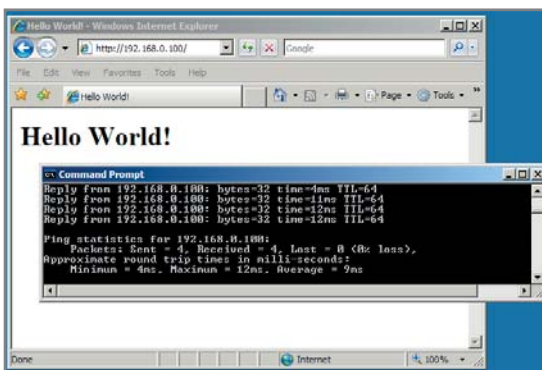 Hello World! - Windows Internet Explorer
http://192.168.0.100/
Google
File Edit View Favorites Tools Help
Hello World!
Page Tools
Hello World!
Command Prompt
Reply from 192.168.0.100: bytes=32 time=4ms TTL=64
Reply from 192.168.0.100: bytes=32 time=11ms TTL=64
Reply from 192.168.0.100: bytes=32 time=12ms TTL=64
Reply from 192.168.0.100: bytes=32 time=12ms TTL=64
Ping statistics for 192.168.0.100:
Packets: Sent = 4, Received = 4, Lost = 0 (0% loss),
Approximate round trip times in milli-seconds:
Minimum = 4ms, Maximum = 12ms, Average = 9ms
Done
Internet
100%